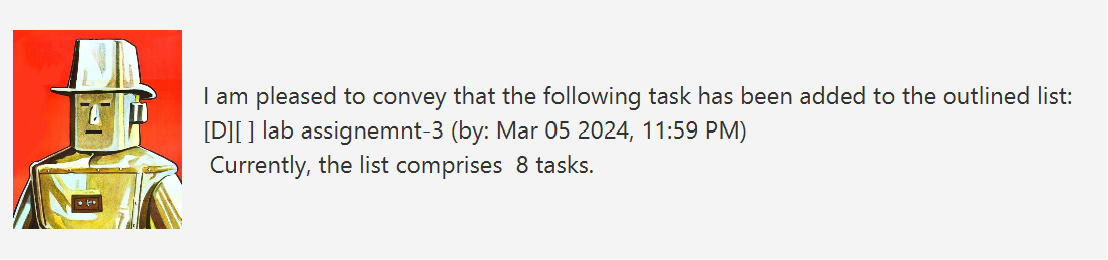 I am pleased to convey that the following task has been added to the outlined list:
[D][ ] lab assignemnt-3 (by: Mar 05 2024, 11:59 PM)
Currently, the list comprises  8 tasks.